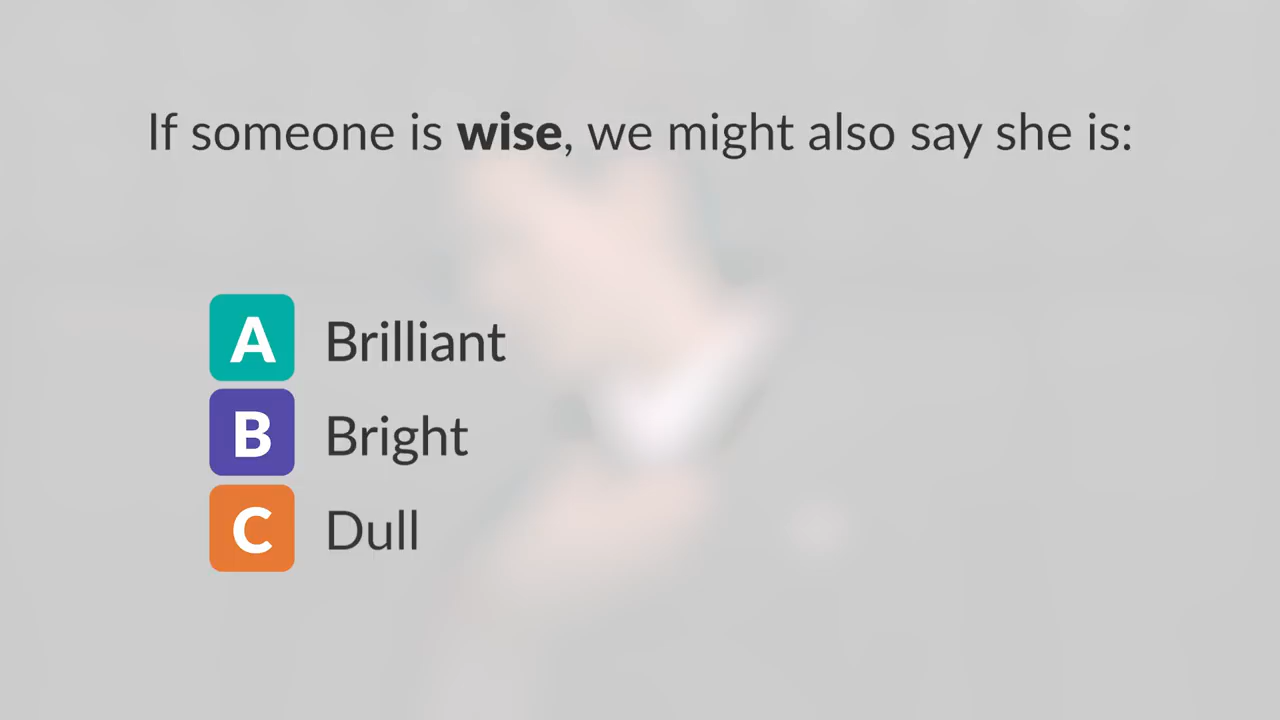 If someone is wise, we might also say she is:
A Brilliant
B Bright
C Dull